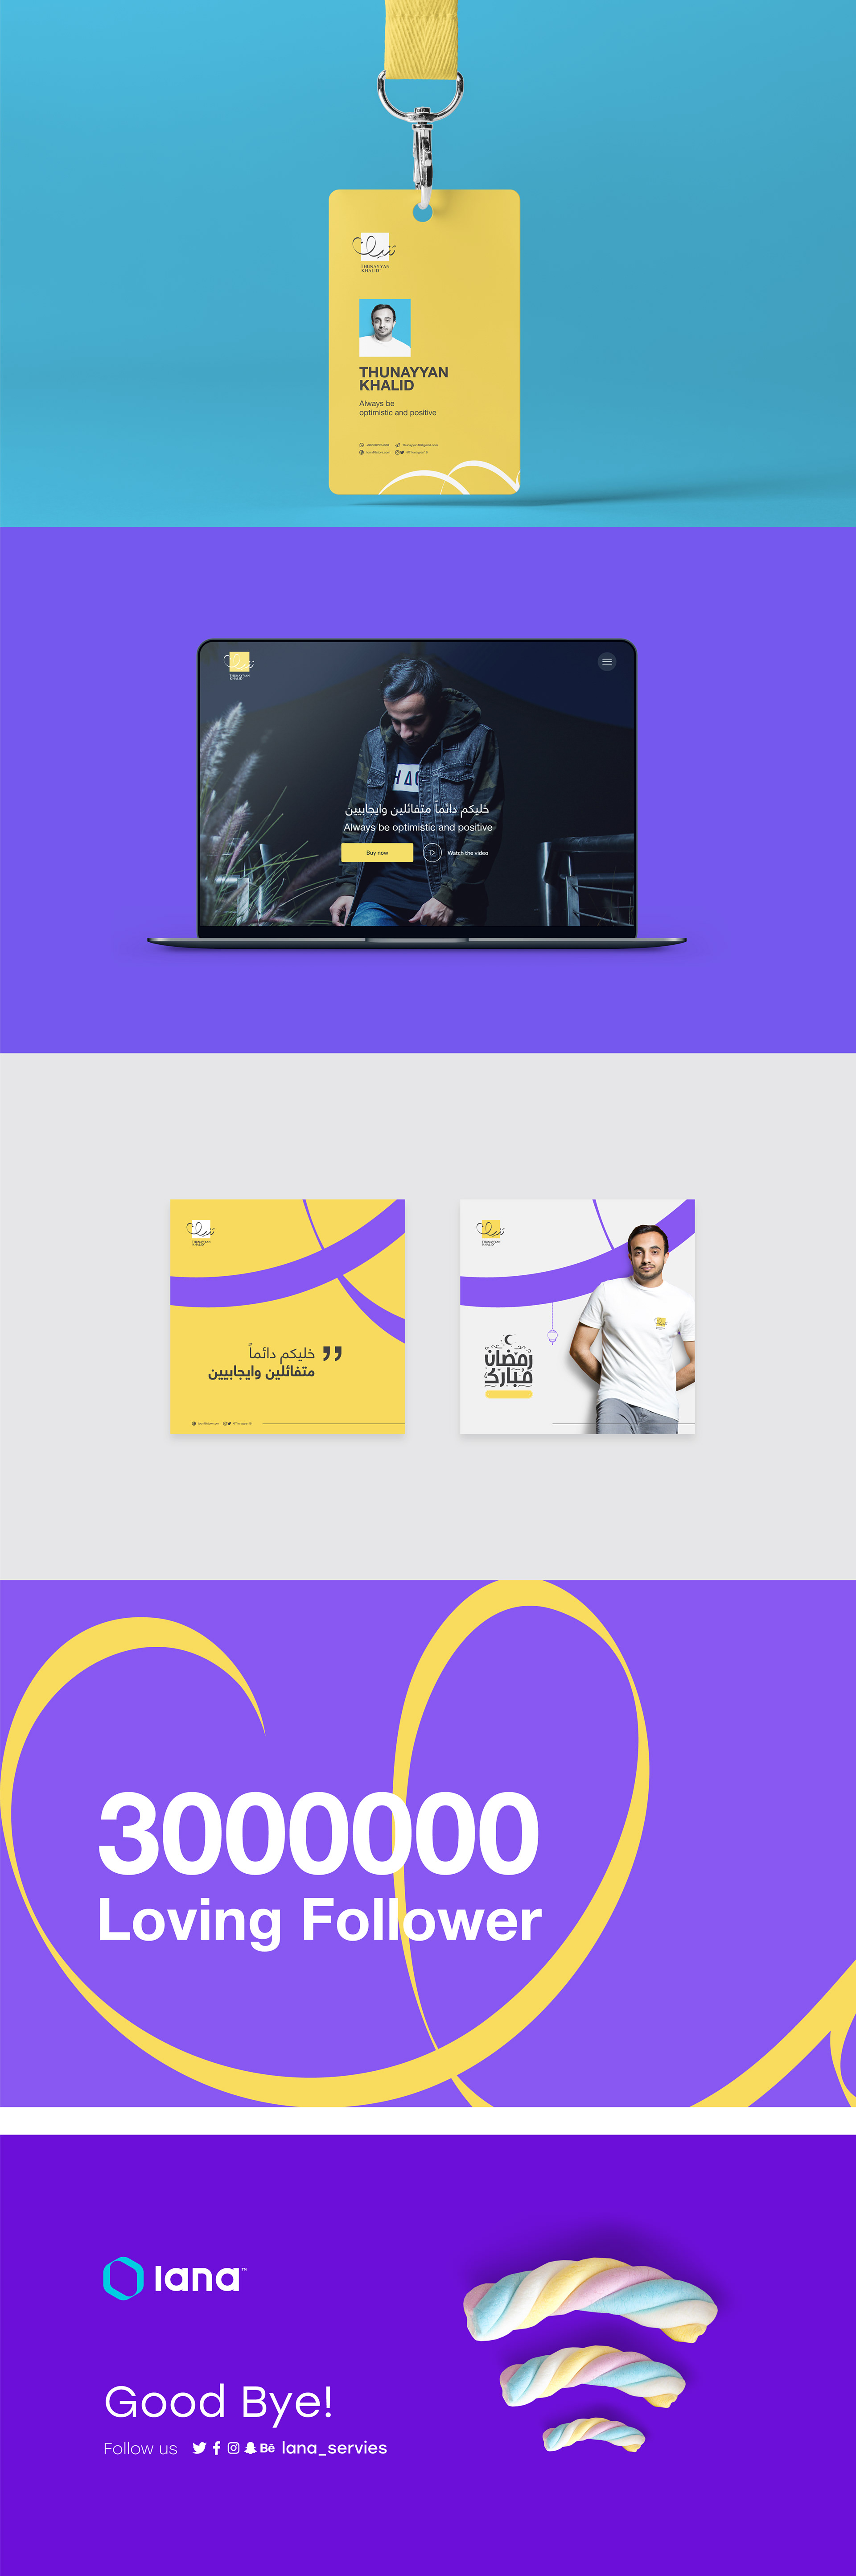 THUNAYYAN
KHALID
THUNAYYAN
KHALID
Always be
optimistic and positive
THUNAYYAN
KHALID
خليكم دائماً متفائلين وايجابيين
Always be optimistic and positive
Buy now
Watch the video
THUNAYYAN
KHALID
خليكم دائماً
متفائلين وايجابيين
THUNAYYAN
KHALID
رمضان
مبارك
3000000
Loving Follower
lana™
Good Bye!
Follow us Bē lana_servies